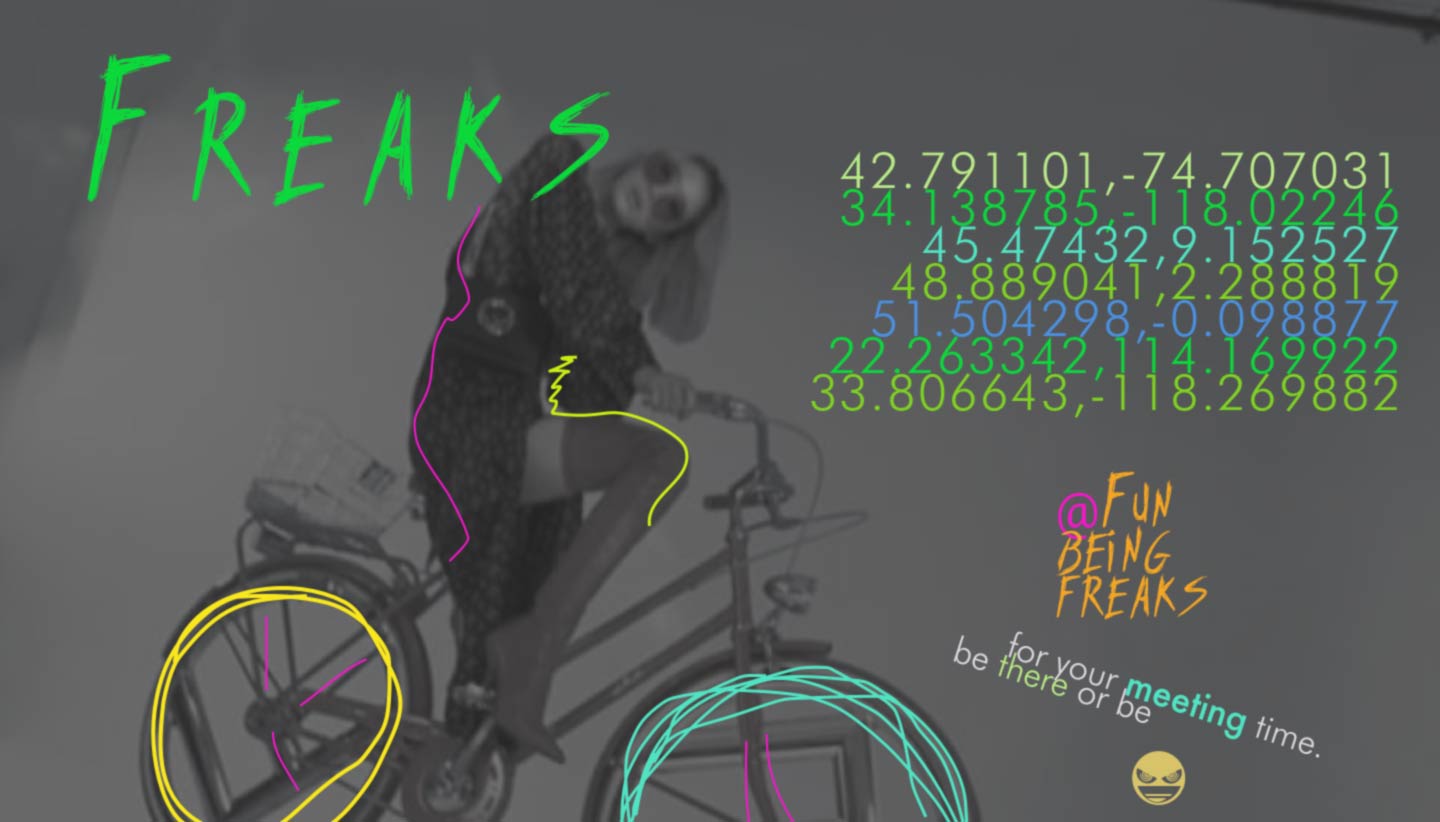 FREAKS
42.791101,-74.707031
34.138785,-118.02246
45.47432,9.152527
48.889041,2.288819
51.504298,-0.098877
22.263342,114.169922
33.806643,-118.269882
@FUN
BEiNG
FREAKS
for your meeting time.
be there or be